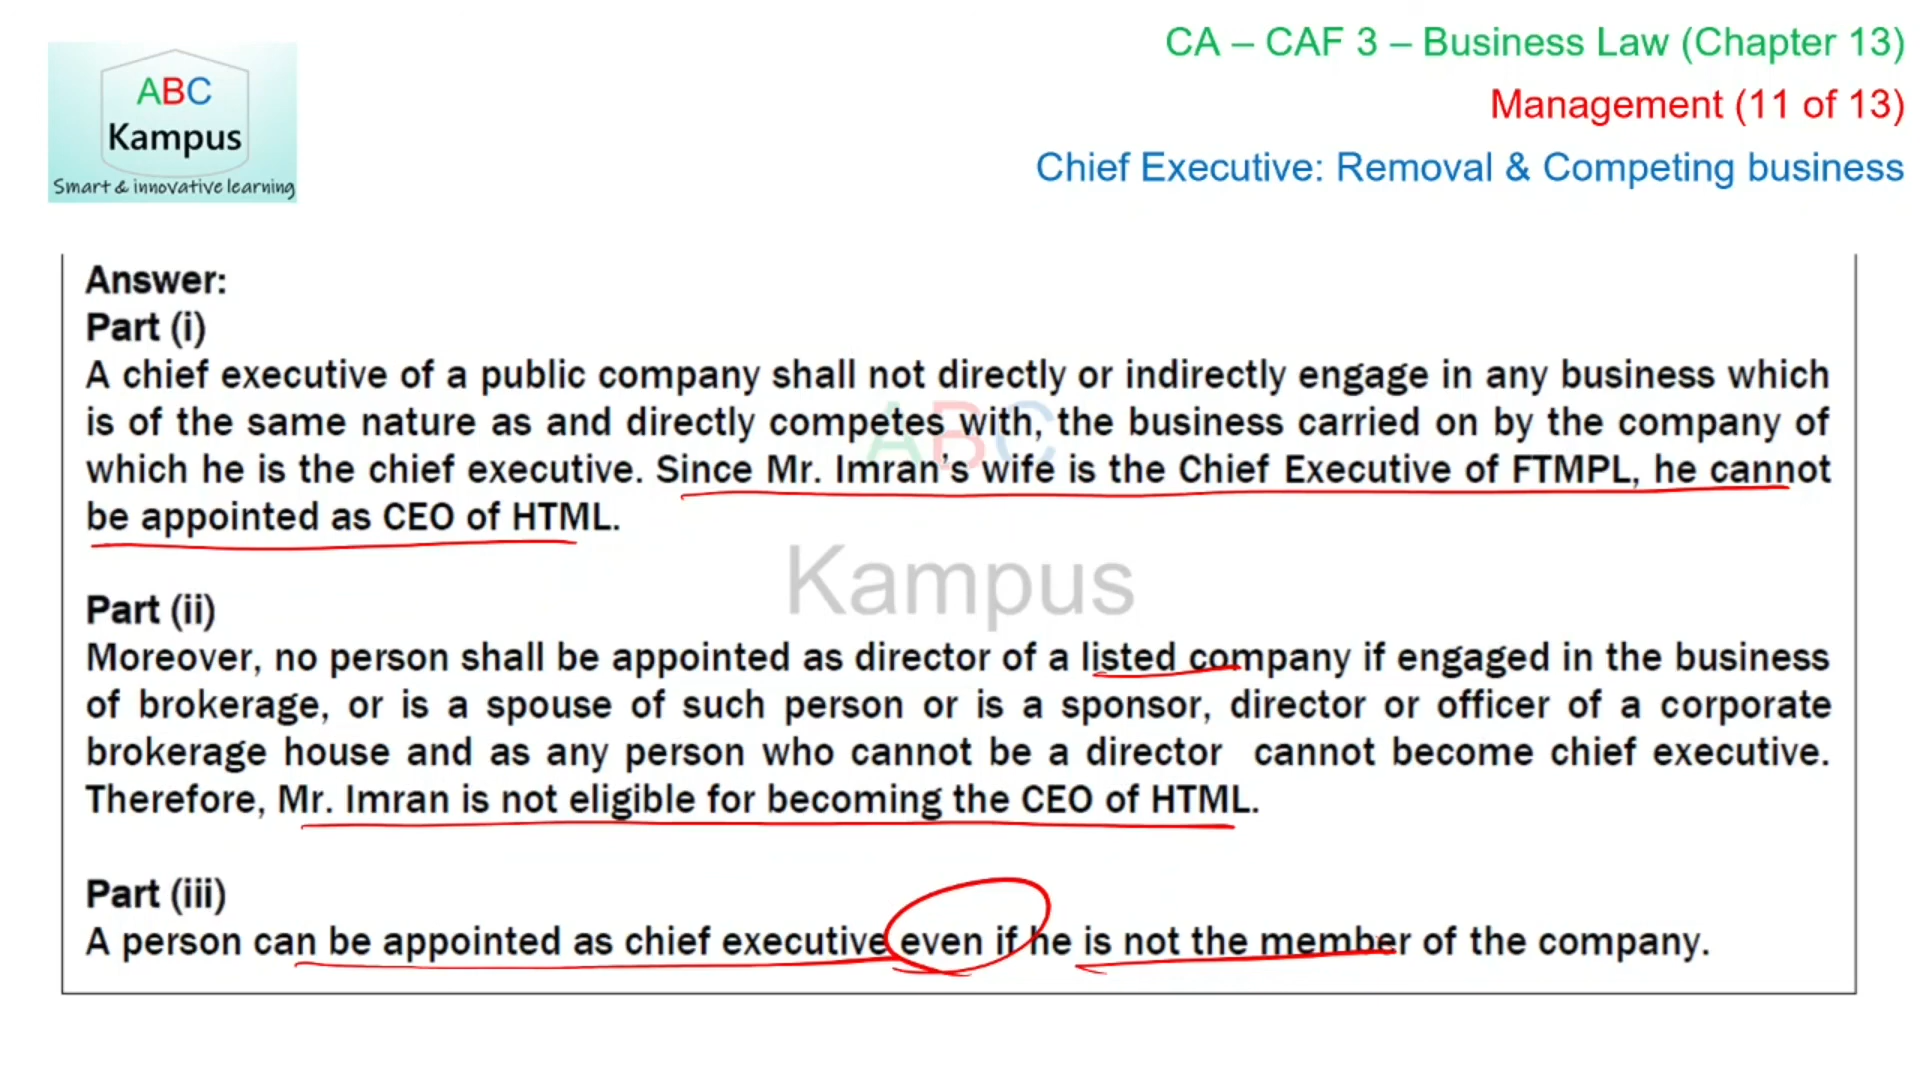 ABC
Kampus
Smart & innovative learning
CA – CAF 3 – Business Law (Chapter 13)
Management (11 of 13)
Chief Executive: Removal & Competing business
Answer:
Part (i)
A chief executive of a public company shall not directly or indirectly engage in any business which
is of the same nature as and directly competes with, the business carried on by the company of
which he is the chief executive. Since Mr. Imran's wife is the Chief Executive of FTMPL, he cannot
be appointed as CEO of HTML.
ABC
Kampus
Part (ii)
Moreover, no person shall be appointed as director of a listed company if engaged in the business
of brokerage, or is a spouse of such person or is a sponsor, director or officer of a corporate
brokerage house and as any person who cannot be a director cannot become chief executive.
Therefore, Mr. Imran is not eligible for becoming the CEO of HTML.
Part (iii)
A person can be appointed as chief executive even if he is not the member of the company.